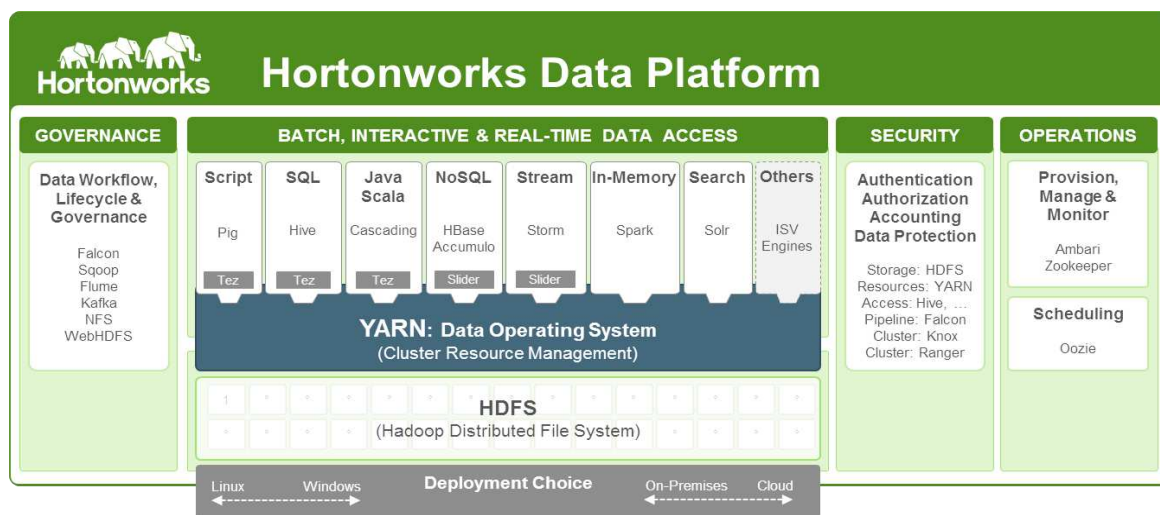 Hortonworks
Hortonworks Data Platform
GOVERNANCE
Data Workflow,
Lifecycle &
Governance
Falcon
Sqoop
Flume
Kafka
NFS
WebHDFS
BATCH, INTERACTIVE & REAL-TIME DATA ACCESS
Script
Pig
Tez
SQL
Hive
Tez
Java
Scala
Cascading
Tez
NoSQL
HBase
Accumulo
Slider
Stream
Storm
Slider
In-Memory
Spark
Search
Solr
Others
ISV
Engines
YARN: Data Operating System
(Cluster Resource Management)
1
HDFS
(Hadoop Distributed File System)
Deployment Choice
Linux
Windows
On-Premises
Cloud
SECURITY
Authentication
Authorization
Accounting
Data Protection
Storage: HDFS
Resources: YARN
Access: Hive, …
Pipeline: Falcon
Cluster: Knox
Cluster: Ranger
OPERATIONS
Provision,
Manage &
Monitor
Ambari
Zookeeper
Scheduling
Oozie